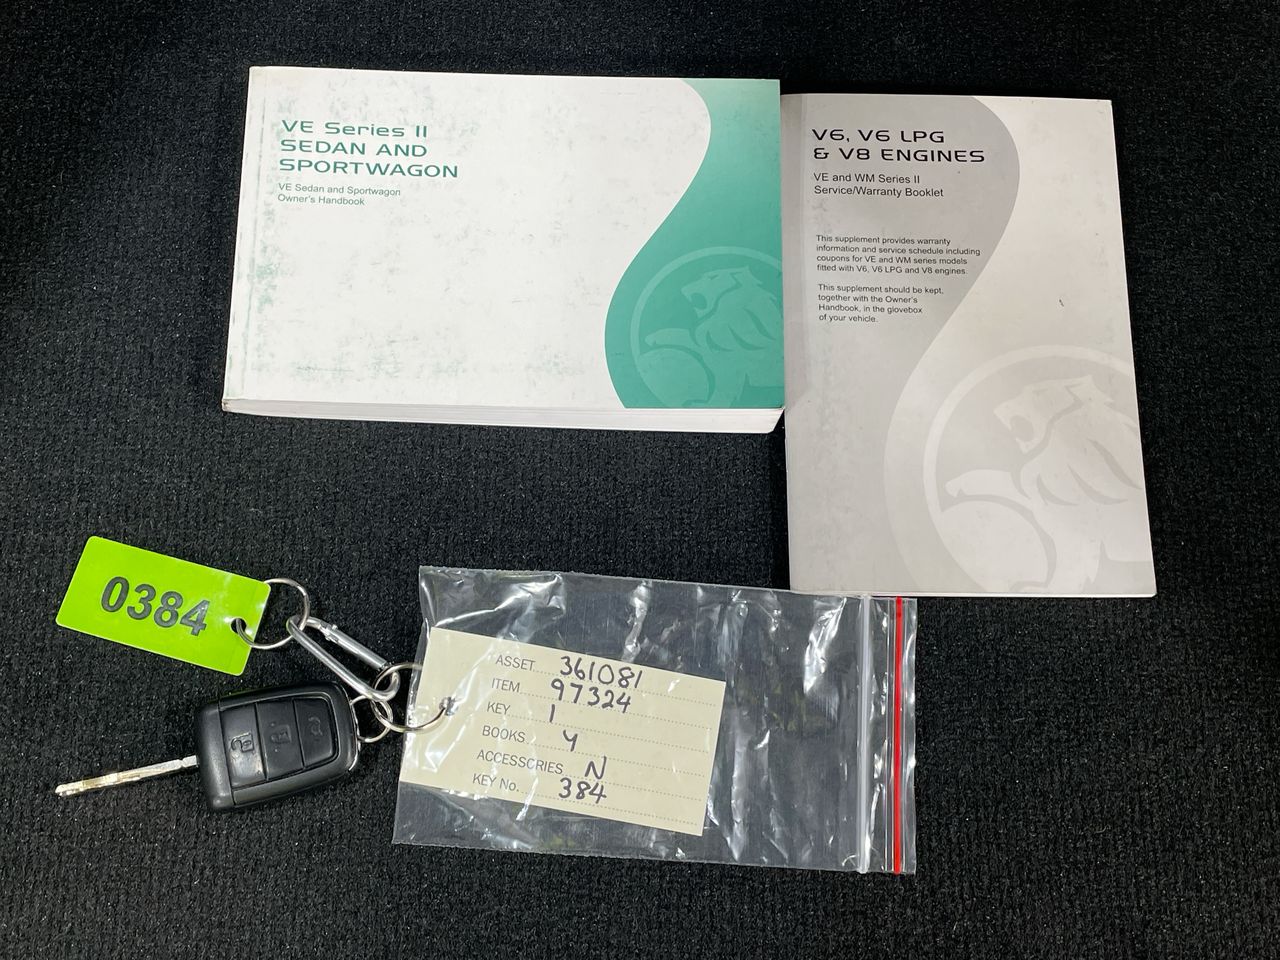 VE Series II
SEDAN AND
SPORTWAGON
VE Sedan and Sportwagon
Owner's Handbook
V6, V6 LPG
& V8 ENGINES
VE and WM Series II
Service/Warranty Booklet
This supplement provides warranty
information and service schedule including
coupons for VE and WM series models
fitted with V6, V6 LPG and V8 engines.
This supplement should be kept,
together with the Owner's
Handbook, in the glovebox
of your vehicle.
0384
ASSET 361081
ITEM 97324
KEY 1
BOOKS Y
ACCESSORIES N
KEY No. 384